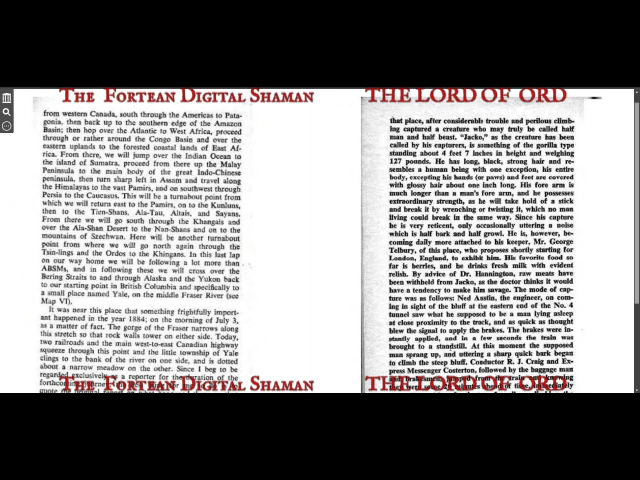 THE FORTEAN DIGITAL SHAMAN
from western Canada, south through the Americas to Pata-
gonia, then back up to the southern edge of the Amazon
Basin; then hop over the Atlantic to West Africa, proceed
through or rather around the Congo Basin and over the
eastern uplands to the forested coastal lands of East Af-
rica. From there, we will jump over the Indian Ocean to
the island of Sumatra, proceed from there up the Malay
Peninsula to the main body of the great Indo-Chinese
peninsula, then turn sharp left in Assam and travel along
the Himalayas to the vast Pamirs, and on southwest through
Persia to the Caucasus. This will be a turnabout point from
which we will return east to the Pamirs, on to the Kunluns,
then to the Tien-Shans, Ala-Tau, Altais, and Sayans.
From there we will go south through the Khangais and
over the Ala-Shan Desert to the Nan-Shans and on to the
mountains of Szechwan. Here will be another turnabout
point from where we will go north again through the
Tsin-lings and the Ordos to the Khingans. In this last lap
on our way home we will be following a lot more than
ABSMs, and in following these we will cross over the
Bering Straits to and through Alaska and the Yukon back
to our starting point in British Columbia and specifically to
a small place named Yale, on the middle Fraser River (see
Map VI).
It was near this place that something frightfully import-
ant happened in the year 1884; on the morning of July 3,
as a matter of fact. The gorge of the Fraser narrows along
this stretch so that rock walls tower on either side. Today,
two railroads and the main west-to-east Canadian highway
squeeze through this point and the little township of Yale
clings to the bank of the river on one side, and is dotted
about a narrow meadow on the other. Since I beg to be
regarded exclusively as a reporter for the duration of the
THE FORTEAN DIGITAL SHAMAN
THE LORD OF ORD
that place, after considerable trouble and perilous climb-
ing captured a creature who may truly be called half
man and half beast. "Jacko," as the creature has been
called by his capturers, is something of the gorilla type
standing about 4 feet 7 inches in height and weighing
127 pounds. He has long, black, strong hair and re-
sembles a human being with one exception, his entire
body, excepting his hands (or paws) and feet are covered
with glossy hair about one inch long. His fore arm is
much longer than a man's fore arm, and he possesses
extraordinary strength, as he will take hold of a stick
and break it by wrenching or twisting it, which no man
living could break in the same way. Since his capture
he is very reticent, only occasionally uttering a noise
which is half bark and half growl. He is, however, be-
coming daily more attached to his keeper, Mr. George
Telbury, of this place, who proposes shortly starting for
London, England, to exhibit him. His favorite food so
far is berries, and he drinks fresh milk with evident
relish. By advice of Dr. Hannington, raw meats have
been withheld from Jacko, as the doctor thinks it would
have a tendency to make him savage. The mode of cap-
ture was as follows: Ned Austin, the engineer, on com-
ing in sight of the bluff at the eastern end of the No. 4
tunnel saw what he supposed to be a man lying asleep
at close proximity to the track, and as quick as thought
blew the signal to apply the brakes. The brakes were in-
stantly applied, and in a few seconds the train was
brought to a standstill. At this moment the supposed
man sprang up, and uttering a sharp quick bark began
to climb the steep bluff. Conductor R. J. Craig and Ex-
press Messenger Costerton, followed by the baggage man
THE LORD OF ORD